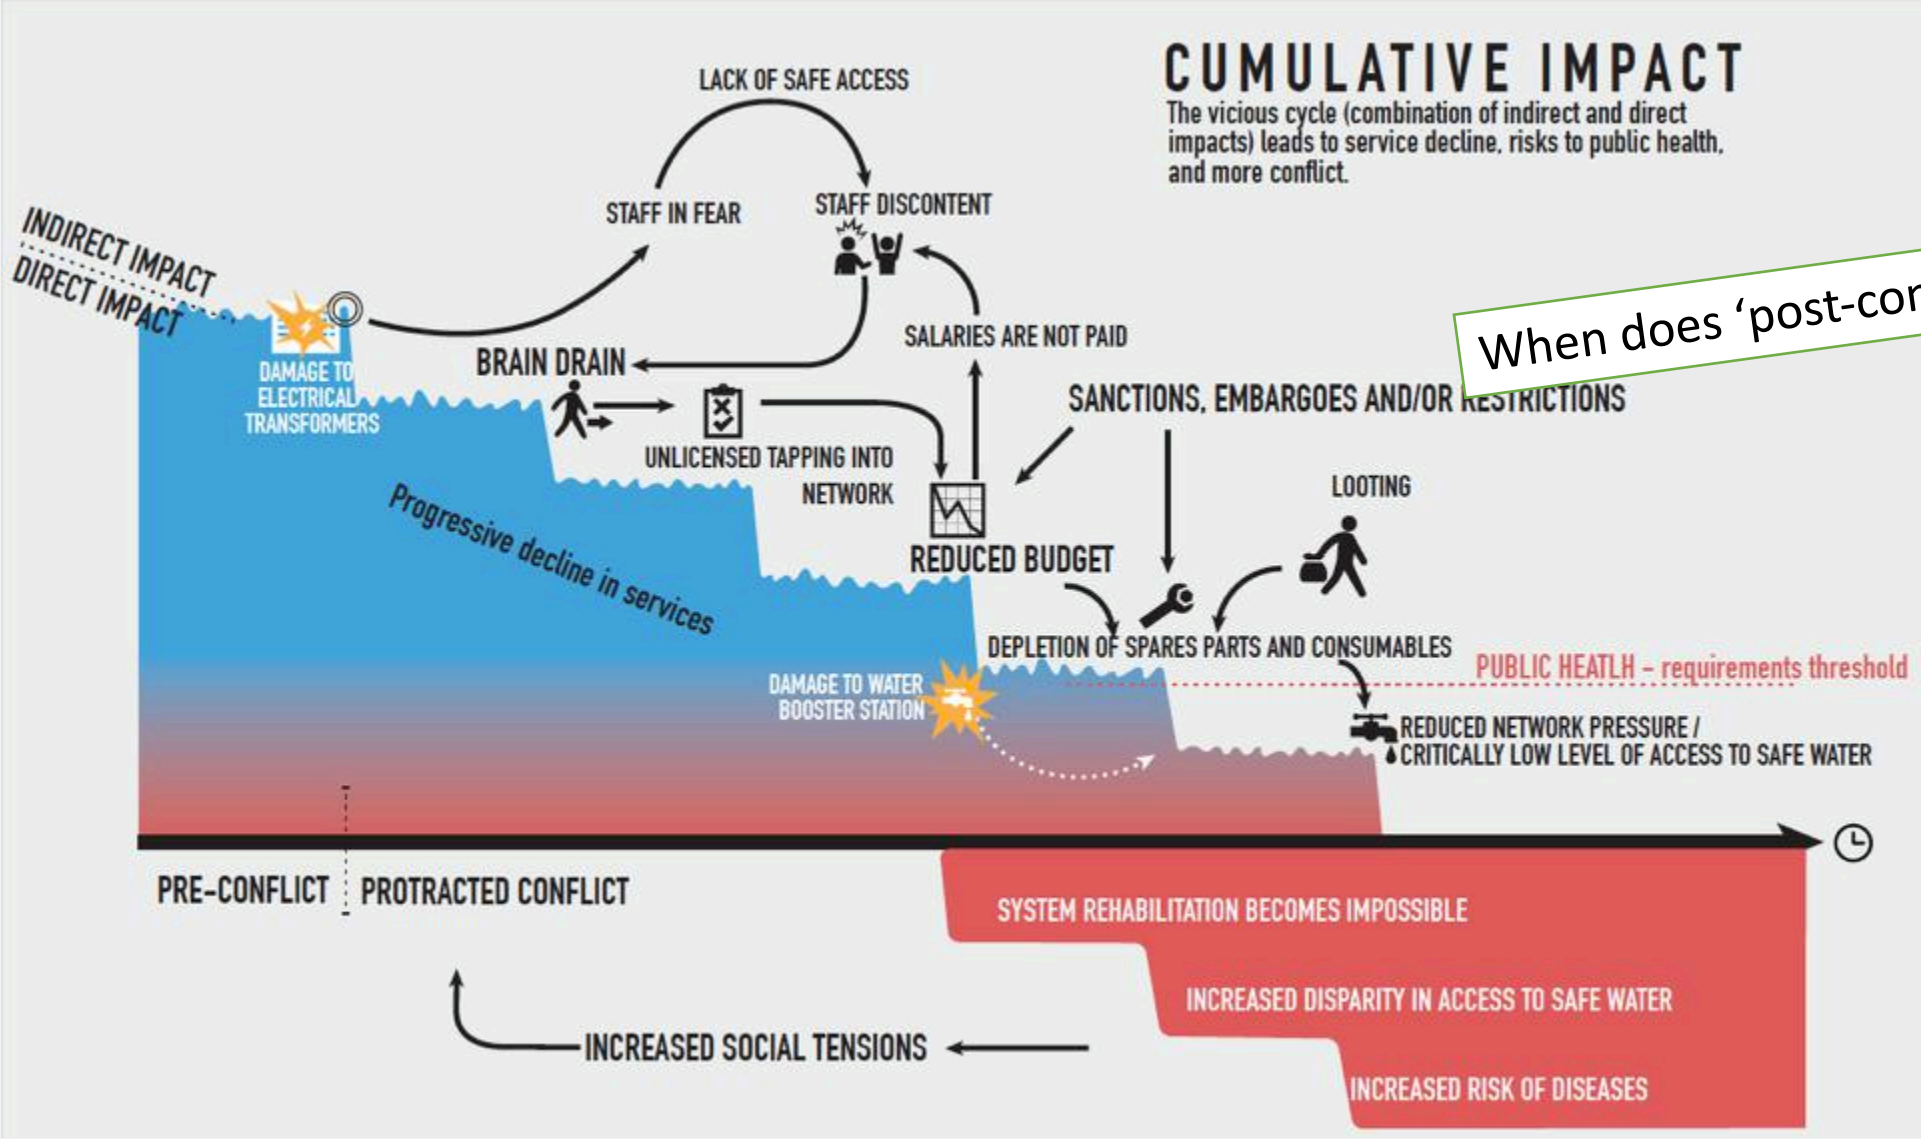 CUMULATIVE IMPACT
The vicious cycle (combination of indirect and direct
impacts) leads to service decline, risks to public health,
and more conflict.
LACK OF SAFE ACCESS
STAFF IN FEAR
STAFF DISCONTENT
INDIRECT IMPACT
DIRECT IMPACT
When does ‘post-con
DAMAGE TO
ELECTRICAL
TRANSFORMERS
BRAIN DRAIN
SALARIES ARE NOT PAID
SANCTIONS, EMBARGOES AND/OR RESTRICTIONS
UNLICENSED TAPPING INTO
NETWORK
LOOTING
Progressive decline in services
REDUCED BUDGET
DEPLETION OF SPARES PARTS AND CONSUMABLES
PUBLIC HEATLH – requirements threshold
DAMAGE TO WATER
BOOSTER STATION
REDUCED NETWORK PRESSURE /
CRITICALLY LOW LEVEL OF ACCESS TO SAFE WATER
PRE-CONFLICT
PROTRACTED CONFLICT
SYSTEM REHABILITATION BECOMES IMPOSSIBLE
INCREASED DISPARITY IN ACCESS TO SAFE WATER
INCREASED SOCIAL TENSIONS
INCREASED RISK OF DISEASES